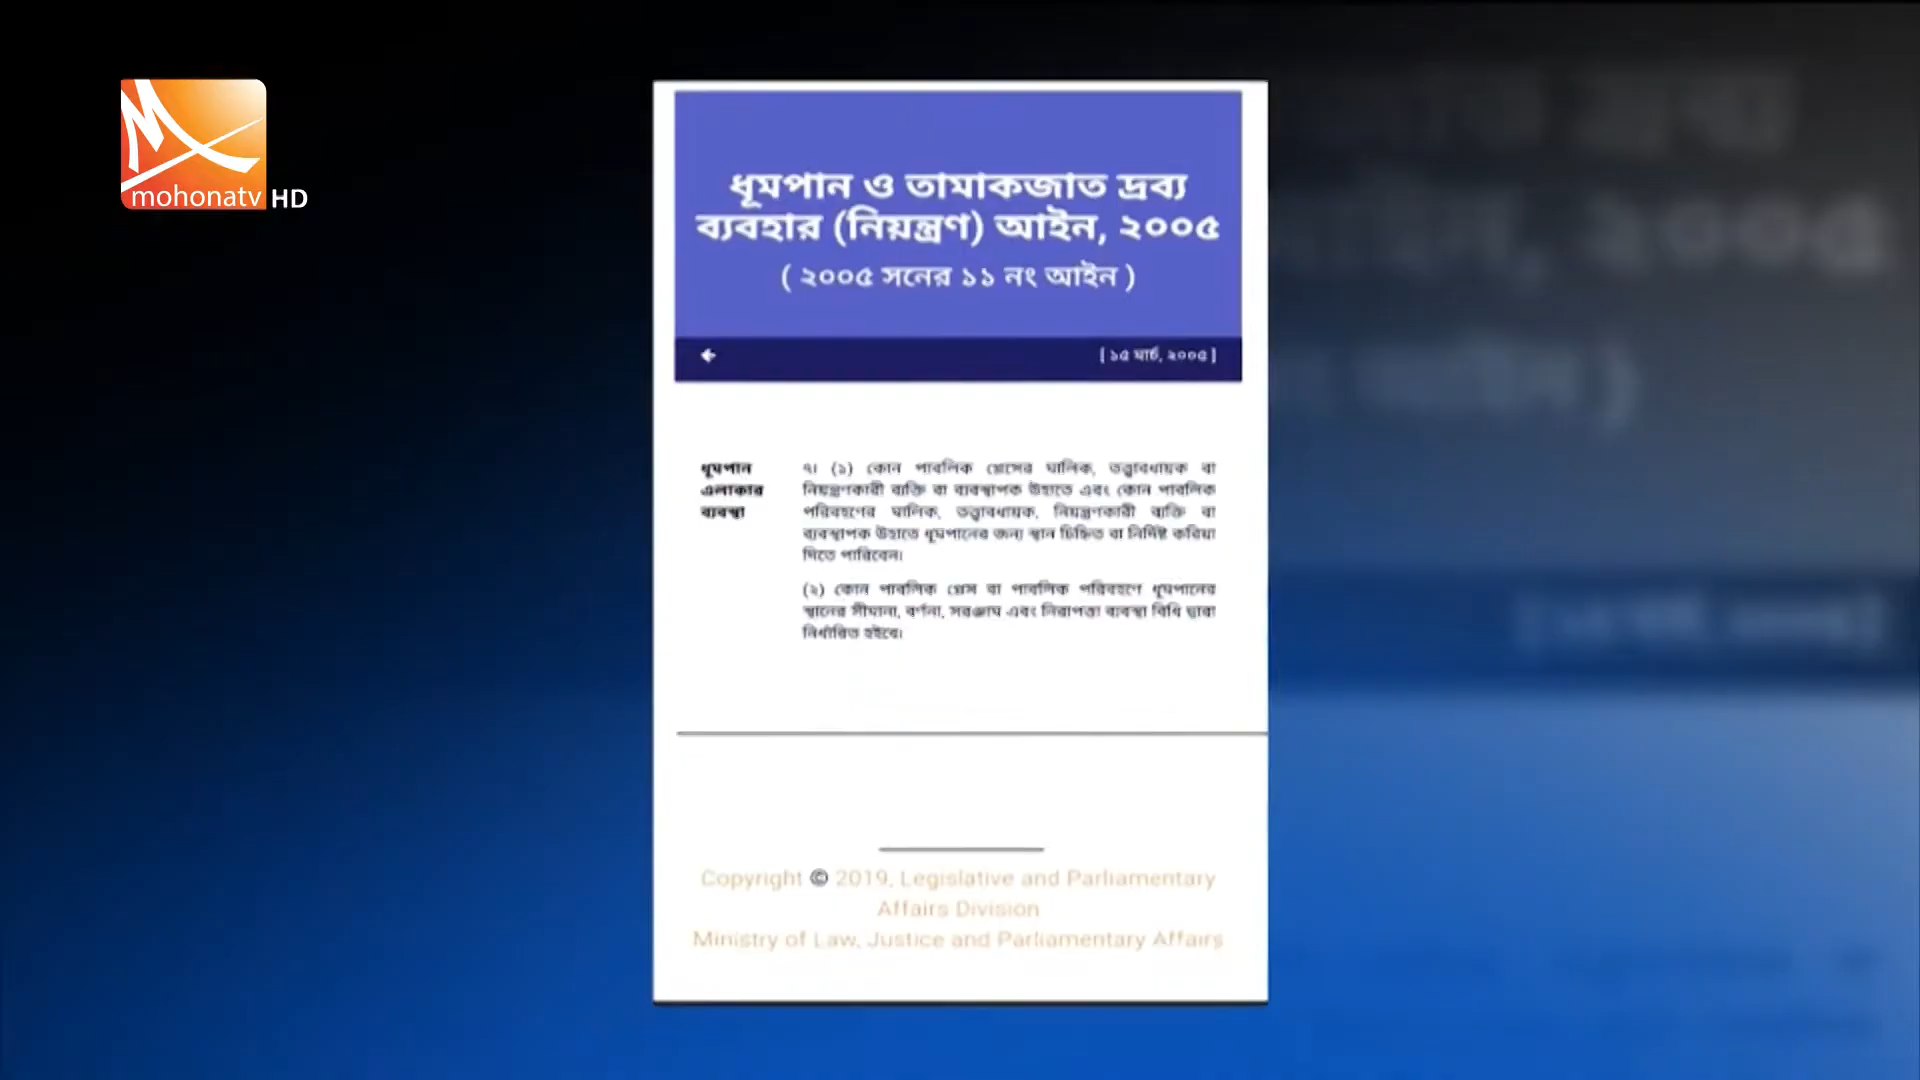 mohonatv HD
ধূমপান ও তামাকজাত দ্রব্য
ব্যবহার (নিয়ন্ত্রণ) আইন, ২০০৫
( ২০০৫ সনের ১১ নং আইন )
[ ১৫ মার্চ, ২০০৫ ]
ধূমপান
এলাকার
ব্যবস্থা
৭। (১) কোন পাবলিক প্লেসের মালিক, তত্ত্বাবধায়ক বা
নিয়ন্ত্রণকারী ব্যক্তি বা ব্যবস্থাপক উহাতে এবং কোন পাবলিক
পরিবহণের মালিক, তত্ত্বাবধায়ক, নিয়ন্ত্রণকারী ব্যক্তি বা
ব্যবস্থাপক উহাতে ধূমপানের জন্য স্থান চিহ্নিত বা নির্দিষ্ট করিয়া
দিতে পারিবেন।
(২) কোন পাবলিক প্লেস বা পাবলিক পরিবহণে ধূমপানের
স্থানের সীমানা, বর্ণনা, সরঞ্জাম এবং নিরাপত্তা ব্যবস্থা বিধি দ্বারা
নির্ধারিত হইবে।
Copyright © 2019, Legislative and Parliamentary
Affairs Division
Ministry of Law, Justice and Parliamentary Affairs